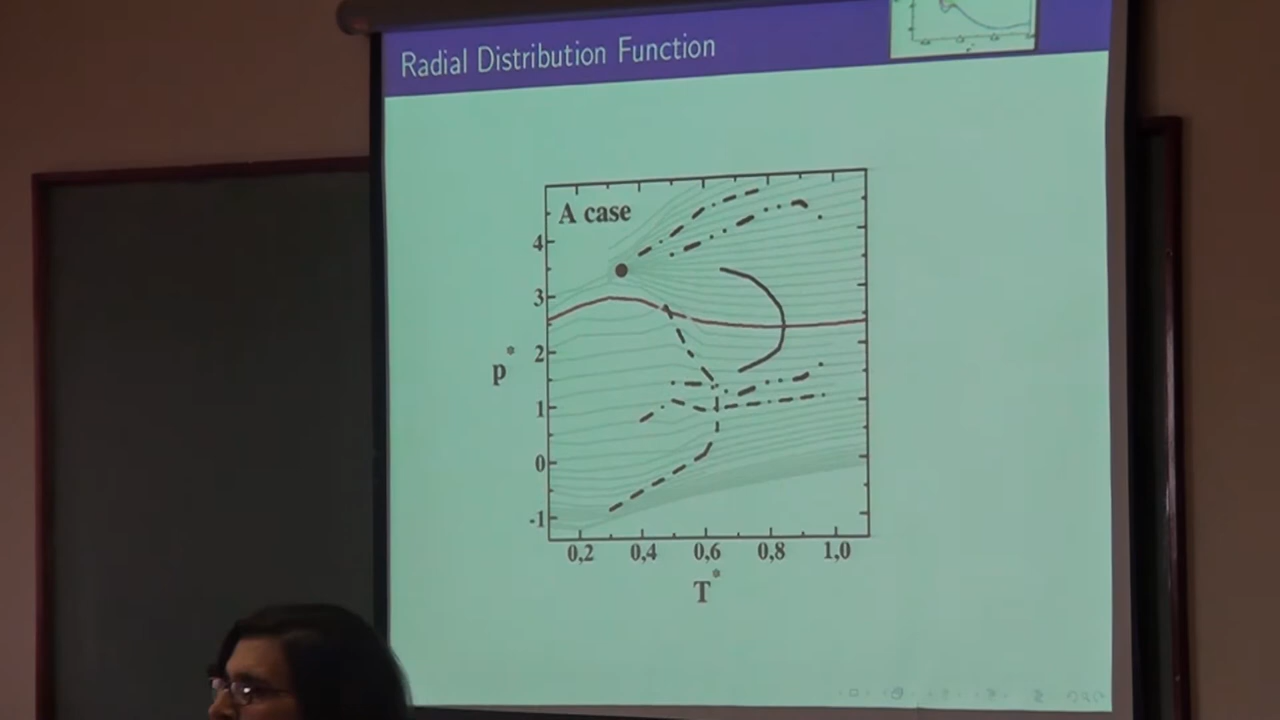 Radial Distribution Function
A case
4
3
2
1
0
-1
p*
0,2 0,4 0,6 0,8 1,0
T*